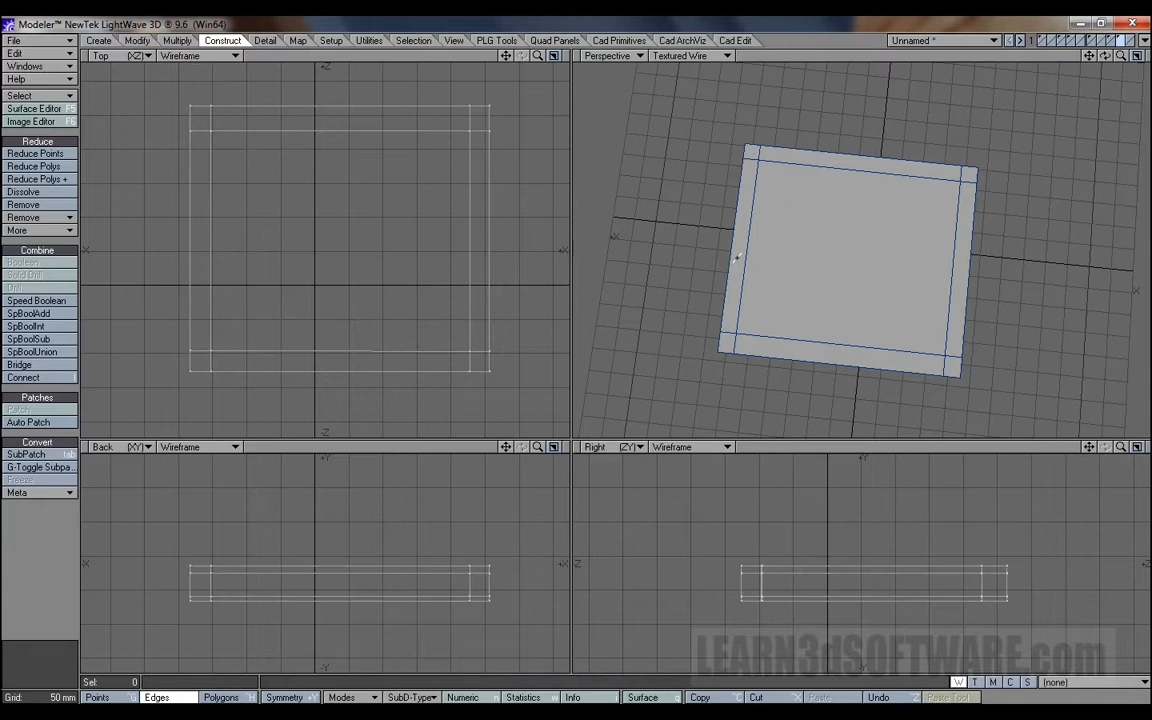 Modeler™ NewTek LightWave 3D ® 9.6 (Win64)
File
Create Modify Multiply Construct Detail Map Setup Utilities Selection View PLG Tools Quad Panels Cad Primitives Cad ArchViz Cad Edit Unnamed * 1
Edit
Windows
Help
Top (XZ) Wireframe
Perspective Textured Wire
Select
Surface Editor F5
Image Editor F6
Reduce
Reduce Points
Reduce Polys
Reduce Polys +
Dissolve
Remove
Remove
More
Combine
Boolean
Solid Drill
Drill
Speed Boolean
SpBoolAdd
SpBoolInt
SpBoolSub
SpBoolUnion
Bridge
Connect
Patches
Patch
Auto Patch
Convert
SubPatch tab
G-Toggle Subpa...
Freeze
Meta
Back (XY) Wireframe
Right (ZY) Wireframe
LEARN3dSOFTWARE.com
Sel: 0
W T M C S (none)
Grid: 50 mm
Points ^G Edges Polygons ^H Symmetry +Y Modes SubD-Type Numeric n Statistics w Info i Surface q Copy ^C Cut ^X Paste Undo ^Z Paste Tool